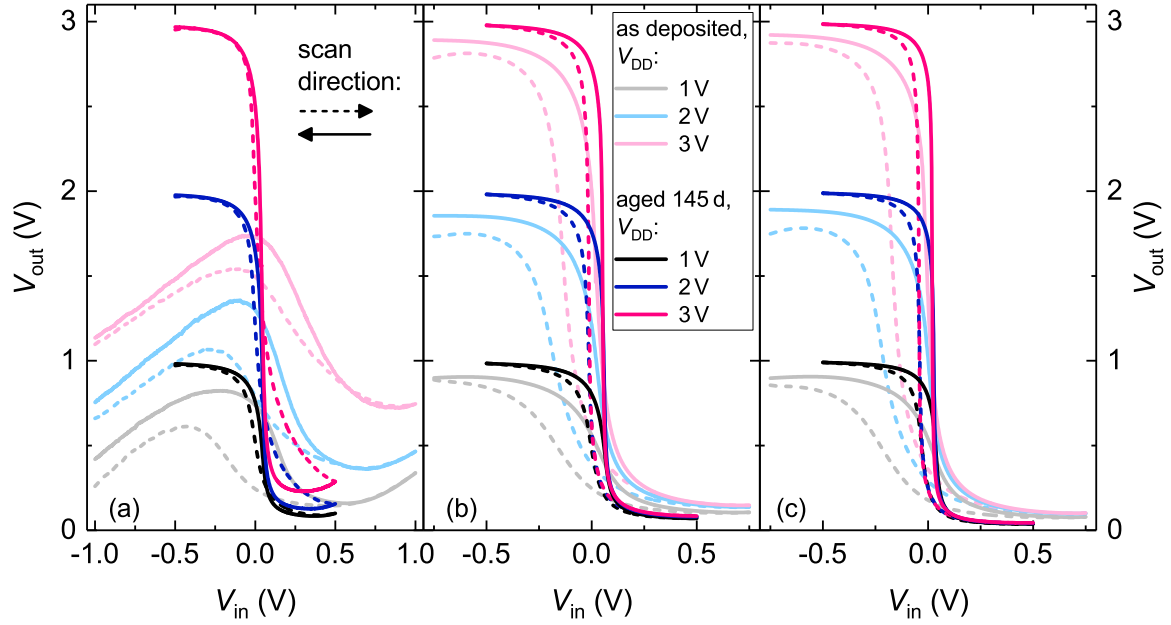 3
2
1
0
V_out (V)
scan
direction:
(a)
-1.0 -0.5 0.0 0.5 1.0
V_in (V)
as deposited,
V_DD:
1 V
2 V
3 V
aged 145 d,
V_DD:
1 V
2 V
3 V
(b)
-0.5 0.0 0.5
V_in (V)
(c)
-0.5 0.0 0.5
V_in (V)
3
2
1
0
V_out (V)